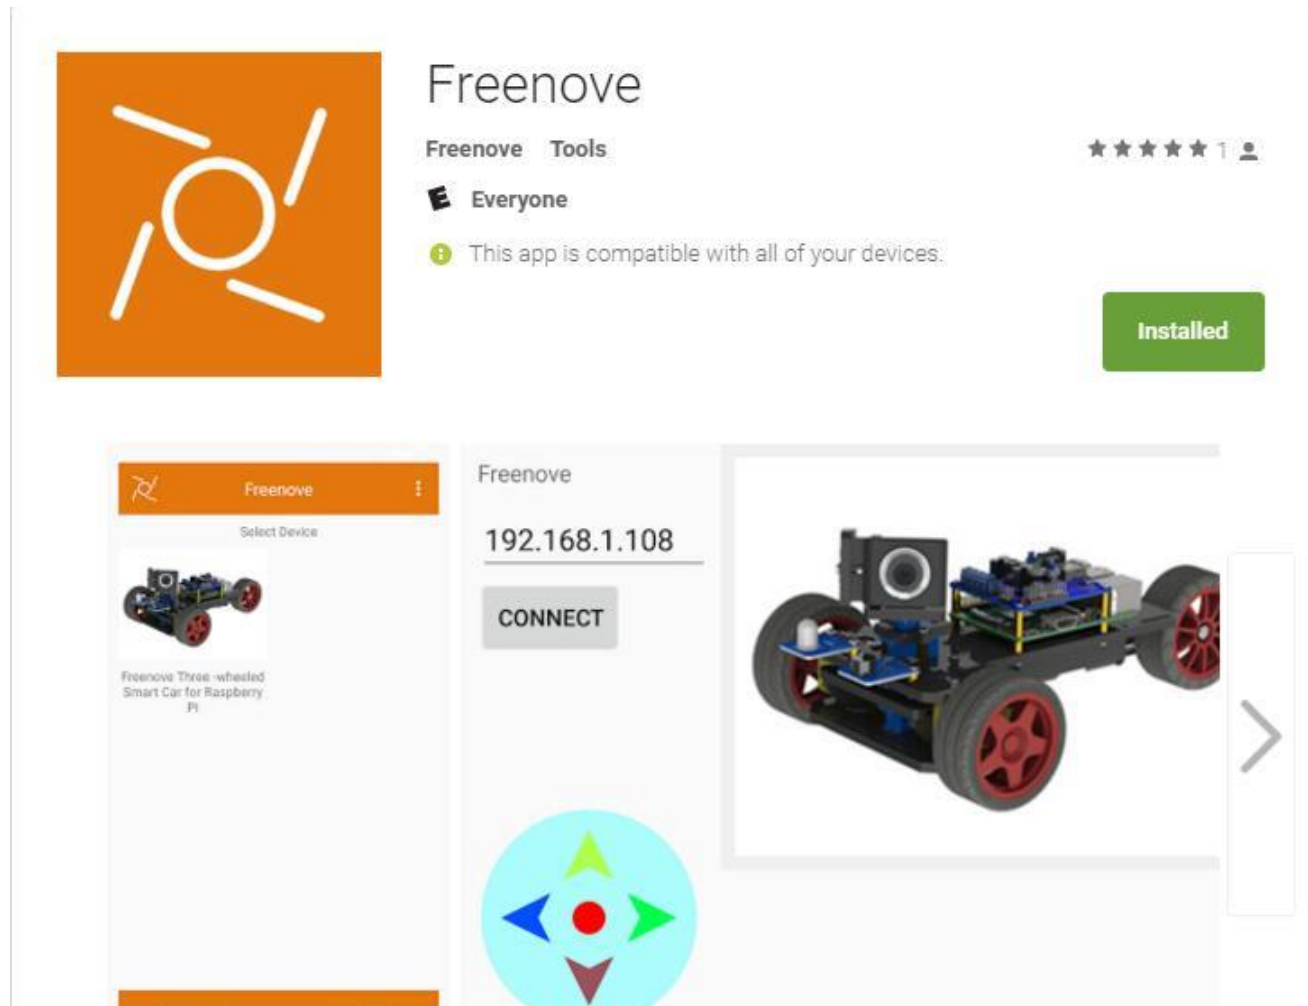 Freenove
Freenove Tools
1
E Everyone
This app is compatible with all of your devices.
Installed
Freenove
Select Device
Freenove Three -wheeled
Smart Car for Raspberry
Pi
Freenove
192.168.1.108
CONNECT